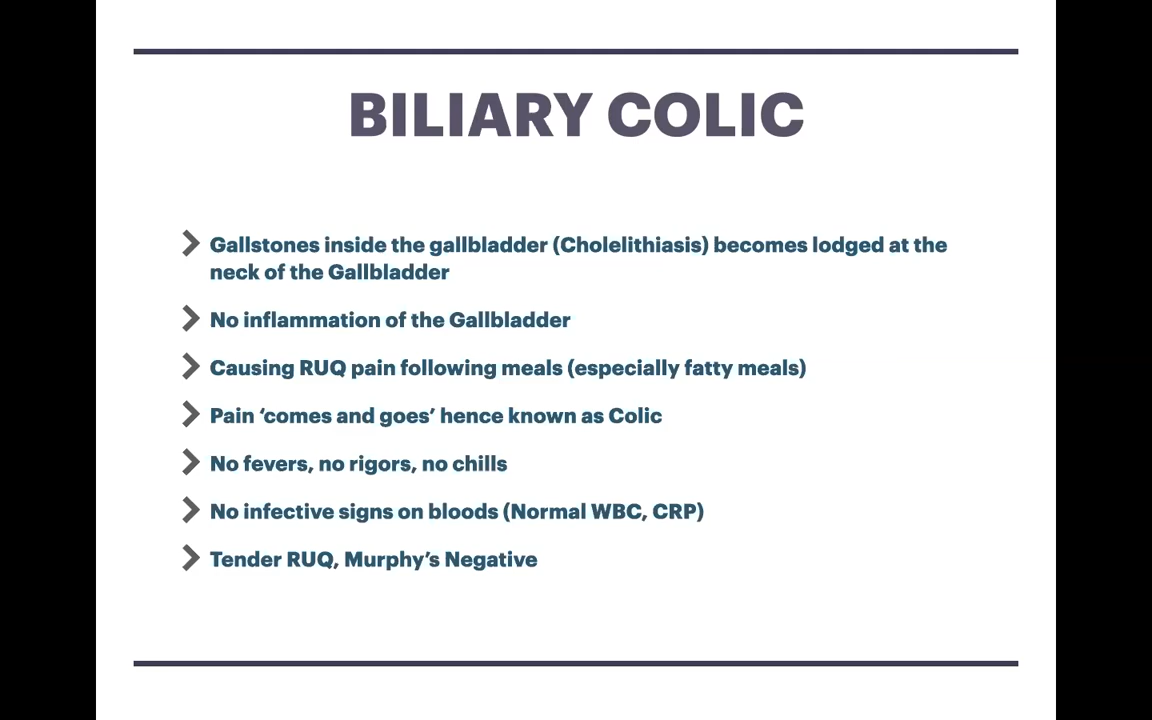 BILIARY COLIC
Gallstones inside the gallbladder (Cholelithiasis) becomes lodged at the
neck of the Gallbladder
No inflammation of the Gallbladder
Causing RUQ pain following meals (especially fatty meals)
Pain ‘comes and goes’ hence known as Colic
No fevers, no rigors, no chills
No infective signs on bloods (Normal WBC, CRP)
Tender RUQ, Murphy’s Negative